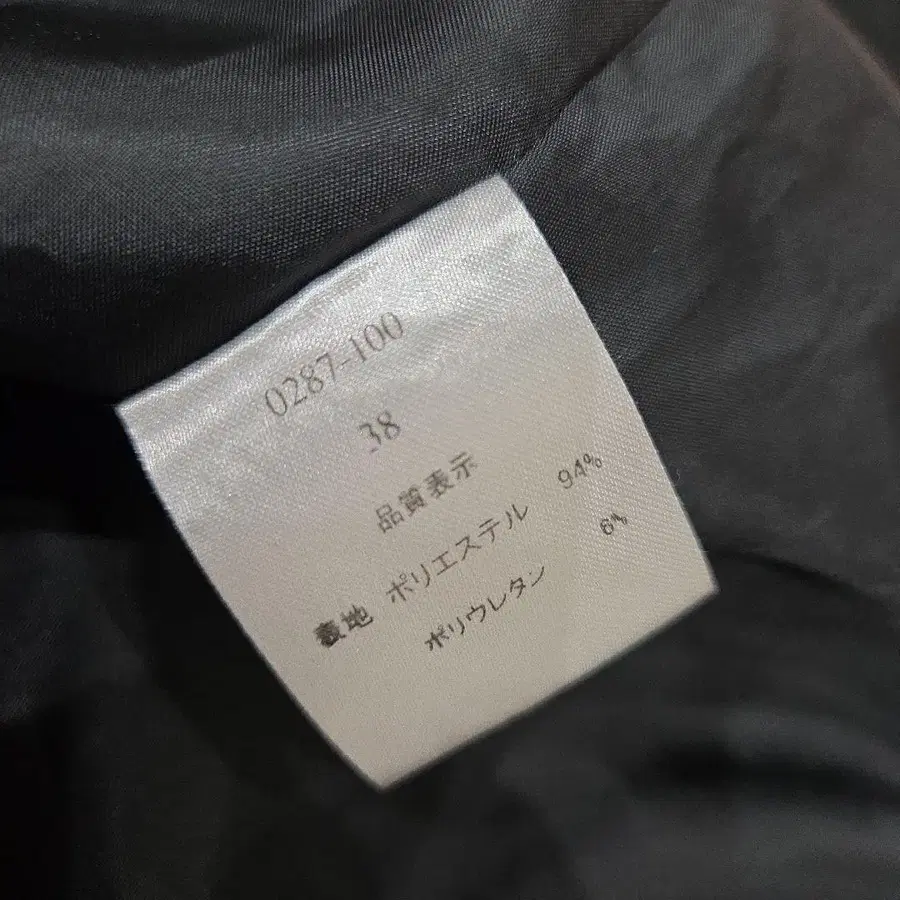 0287-100
38
品質表示
表地 ポリエステル 94%
ポリウレタン 6%